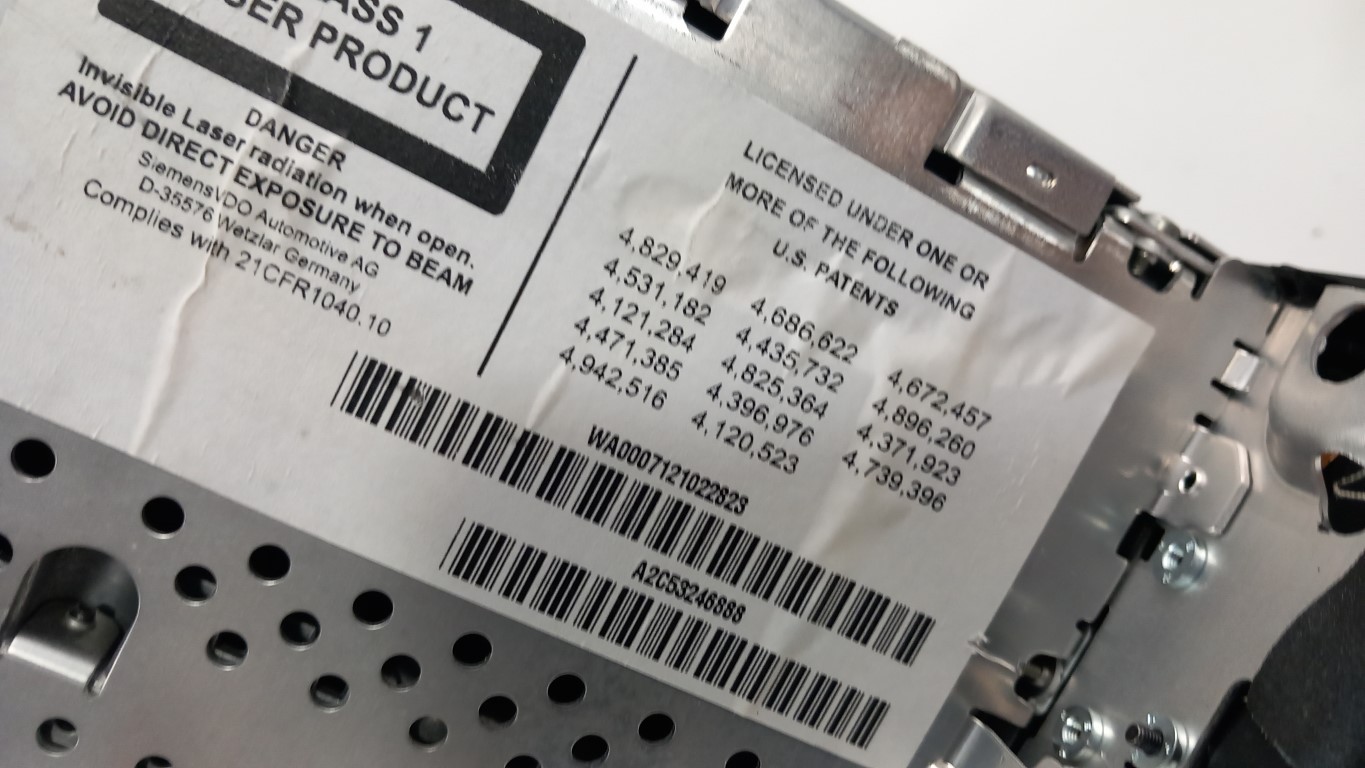 ASS 1
SER PRODUCT
DANGER
Invisible Laser radiation when open.
AVOID DIRECT EXPOSURE TO BEAM
SiemensVDO Automotive AG
D-35576 Wetzlar Germany
Complies with 21CFR1040.10
LICENSED UNDER ONE OR
MORE OF THE FOLLOWING
U.S. PATENTS
4,829,419 4,686,622 4,672,457
4,531,182 4,435,732 4,896,260
4,121,284 4,825,364 4,371,923
4,471,385 4,396,976 4,739,396
4,942,516 4,120,523
WA0007121022823
A2C53246888